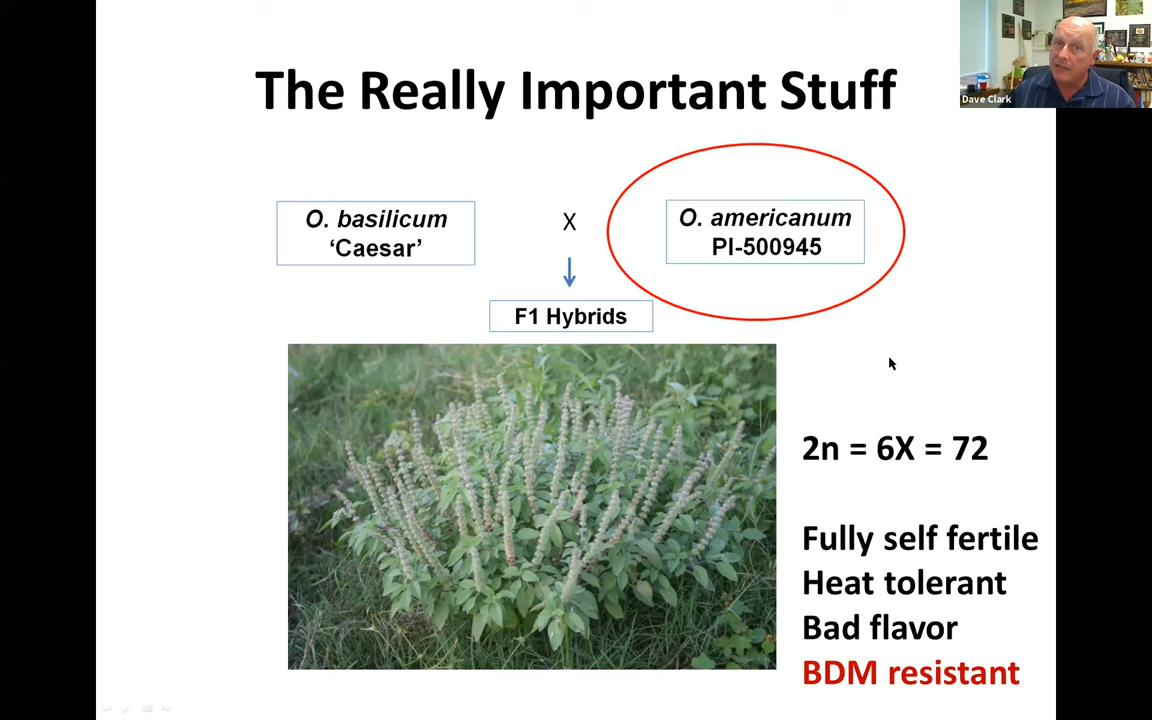 The Really Important Stuff
Dave Clark
O. basilicum
‘Caesar’
X
O. americanum
PI-500945
F1 Hybrids
2n = 6X = 72
Fully self fertile
Heat tolerant
Bad flavor
BDM resistant